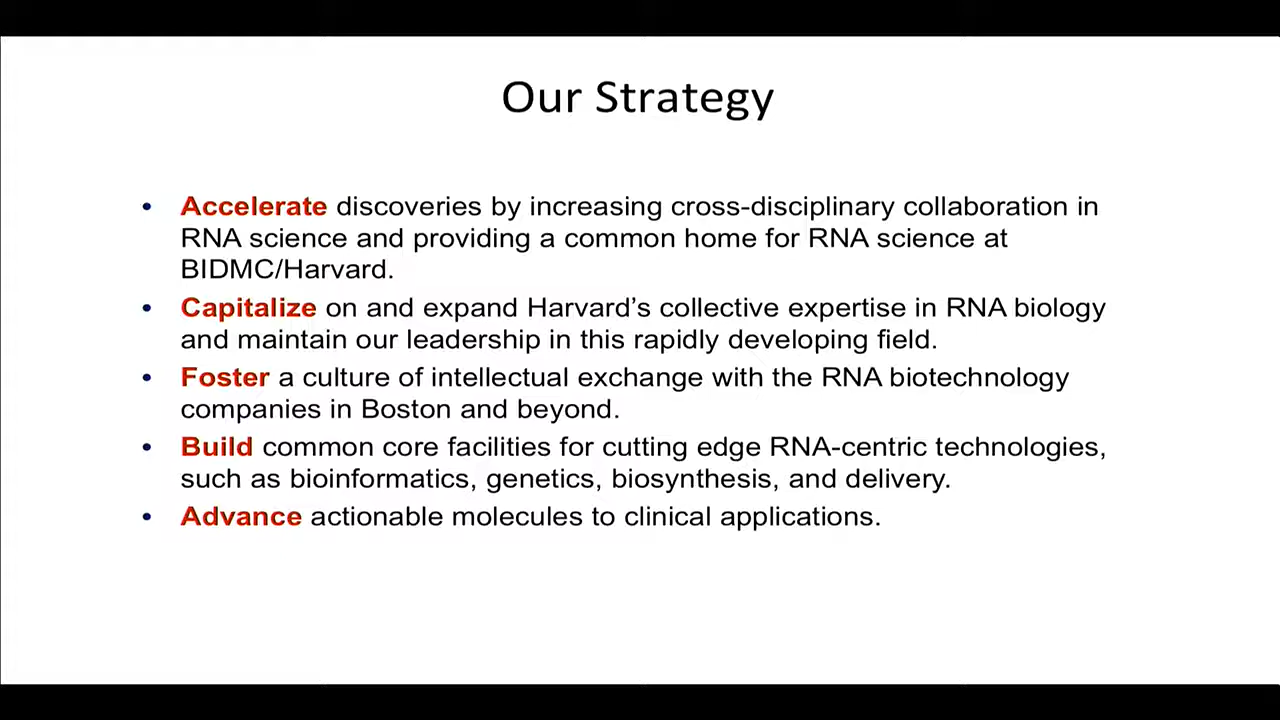 Our Strategy
• Accelerate discoveries by increasing cross-disciplinary collaboration in
RNA science and providing a common home for RNA science at
BIDMC/Harvard.
• Capitalize on and expand Harvard’s collective expertise in RNA biology
and maintain our leadership in this rapidly developing field.
• Foster a culture of intellectual exchange with the RNA biotechnology
companies in Boston and beyond.
• Build common core facilities for cutting edge RNA-centric technologies,
such as bioinformatics, genetics, biosynthesis, and delivery.
• Advance actionable molecules to clinical applications.